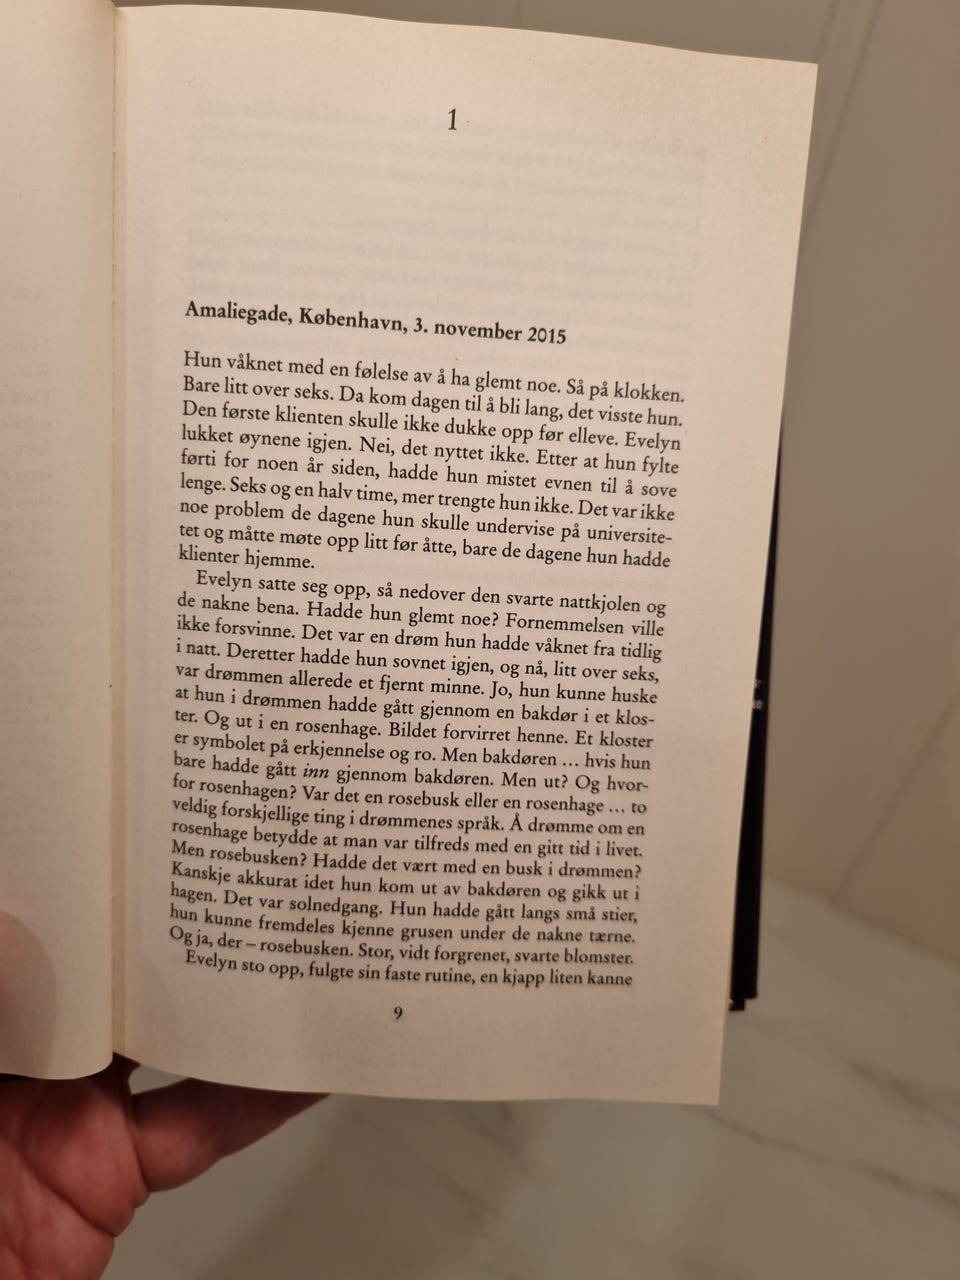 1
Amaliegade, København, 3. november 2015
Hun våknet med en følelse av å ha glemt noe. Så på klokken.
Bare litt over seks. Da kom dagen til å bli lang, det visste hun.
Den første klienten skulle ikke dukke opp før elleve. Evelyn
lukket øynene igjen. Nei, det nyttet ikke. Etter at hun fylte
førti for noen år siden, hadde hun mistet evnen til å sove
lenge. Seks og en halv time, mer trengte hun ikke. Det var ikke
noe problem de dagene hun skulle undervise på universite-
tet og måtte møte opp litt før åtte, bare de dagene hun hadde
klienter hjemme.
Evelyn satte seg opp, så nedover den svarte nattkjolen og
de nakne bena. Hadde hun glemt noe? Fornemmelsen ville
ikke forsvinne. Det var en drøm hun hadde våknet fra tidlig
i natt. Deretter hadde hun sovnet igjen, og nå, litt over seks,
var drømmen allerede et fjernt minne. Jo, hun kunne huske
at hun i drømmen hadde gått gjennom en bakdør i et klos-
ter. Og ut i en rosenhage. Bildet forvirret henne. Et kloster
er symbolet på erkjennelse og ro. Men bakdøren … hvis hun
bare hadde gått inn gjennom bakdøren. Men ut? Og hvor-
for rosenhagen? Var det en rosebusk eller en rosenhage … to
veldig forskjellige ting i drømmenes språk. Å drømme om en
rosenhage betydde at man var tilfreds med en gitt tid i livet.
Men rosebusken? Hadde det vært med en busk i drømmen?
Kanskje akkurat idet hun kom ut av bakdøren og gikk ut i
hagen. Det var solnedgang. Hun hadde gått langs små stier,
hun kunne fremdeles kjenne grusen under de nakne tærne.
Og ja, der – rosebusken. Stor, vidt forgrenet, svarte blomster.
Evelyn sto opp, fulgte sin faste rutine, en kjapp liten kanne
9